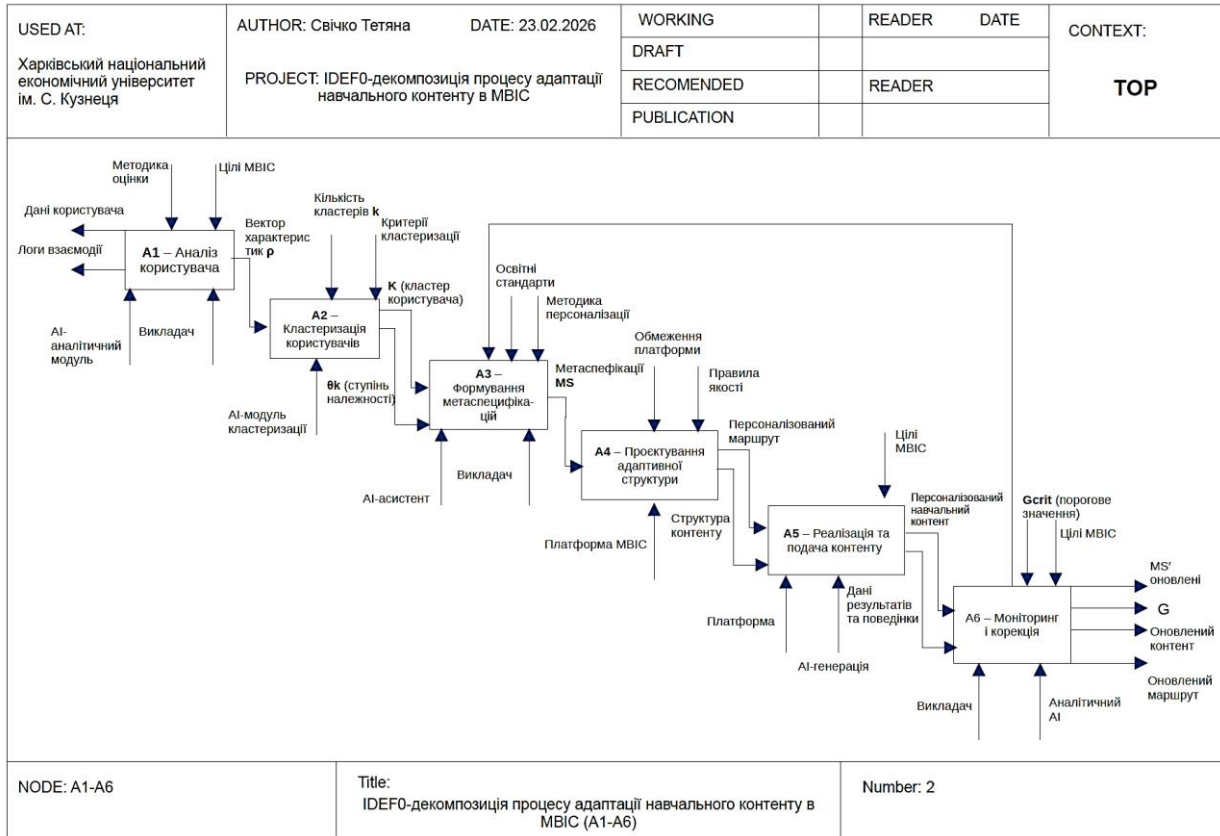 USED AT:
Харківський національний
економічний університет
ім. С. Кузнеця
AUTHOR: Свічко Тетяна
DATE: 23.02.2026
PROJECT: IDEF0-декомпозиція процесу адаптації
навчального контенту в МВІС
WORKING
DRAFT
RECOMENDED
PUBLICATION
READER
DATE
READER
CONTEXT:
TOP
Методика
оцінки
Цілі МВІС
Дані користувача
Логи взаємодії
A1 – Аналіз
користувача
Вектор
характерис
тик ρ
AI-
аналітичний
модуль
Викладач
Кількість
кластерів k
Критерії
кластеризації
A2 –
Кластеризація
користувачів
K (кластер
користувача)
θk (ступінь
належності)
AI-модуль
кластеризації
Освітні
стандарти
Методика
персоналізації
A3 –
Формування
метаспецифіка-
цій
Метаспефікації
MS
AI-асистент
Викладач
Обмеження
платформи
Правила
якості
A4 – Проєктування
адаптивної
структури
Персоналізований
маршрут
Структура
контенту
Платформа МВІС
Цілі
МВІС
A5 – Реалізація та
подача контенту
Персоналізований
навчальний
контент
Дані
результатів
та поведінки
Платформа
AI-генерація
Gcrit (порогове
значення)
Цілі МВІС
A6 – Моніторинг
і корекція
MS′
оновлені
G
Оновлений
контент
Оновлений
маршрут
Викладач
Аналітичний
AI
NODE: A1-A6
Title:
IDEF0-декомпозиція процесу адаптації навчального контенту в
МВІС (A1-A6)
Number: 2